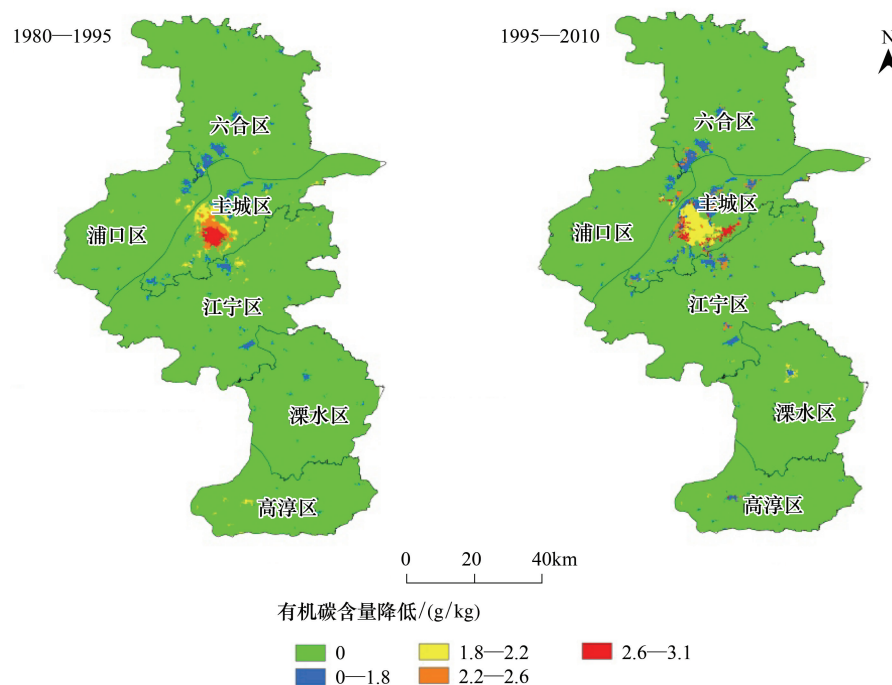 1980—1995
1995—2010
N
六合区
主城区
浦口区
江宁区
溧水区
高淳区
六合区
主城区
浦口区
江宁区
溧水区
高淳区
0 20 40km
有机碳含量降低/(g/kg)
0 1.8—2.2 2.6—3.1
0—1.8 2.2—2.6